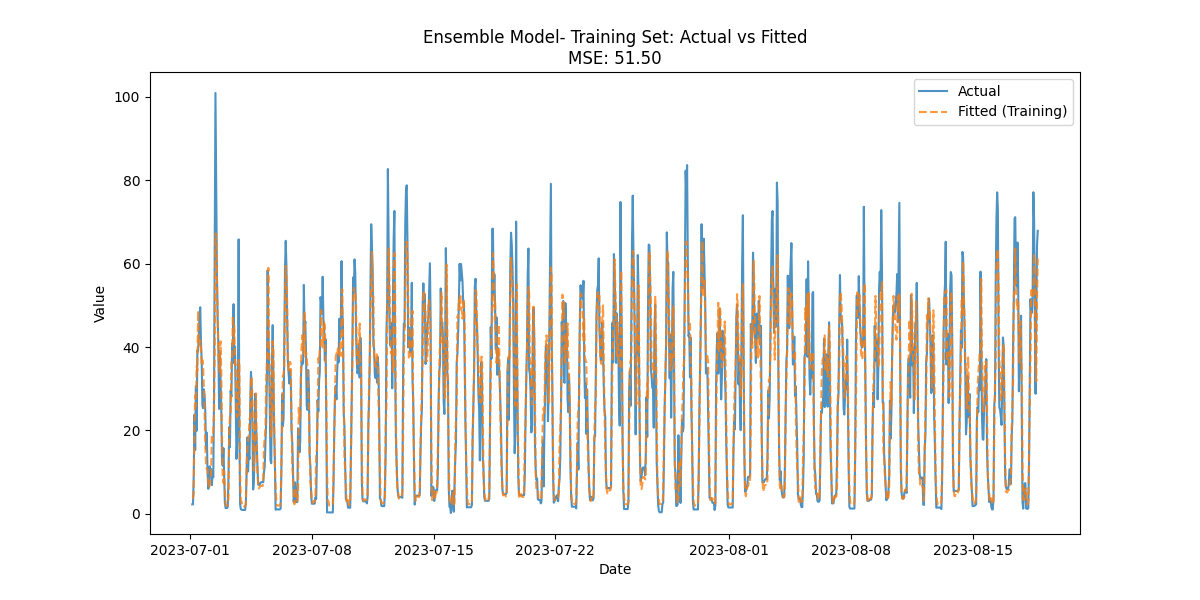 Ensemble Model- Training Set: Actual vs Fitted
MSE: 51.50
Actual
Fitted (Training)
Value
100
80
60
40
20
0
2023-07-01
2023-07-08
2023-07-15
2023-07-22
2023-08-01
2023-08-08
2023-08-15
Date